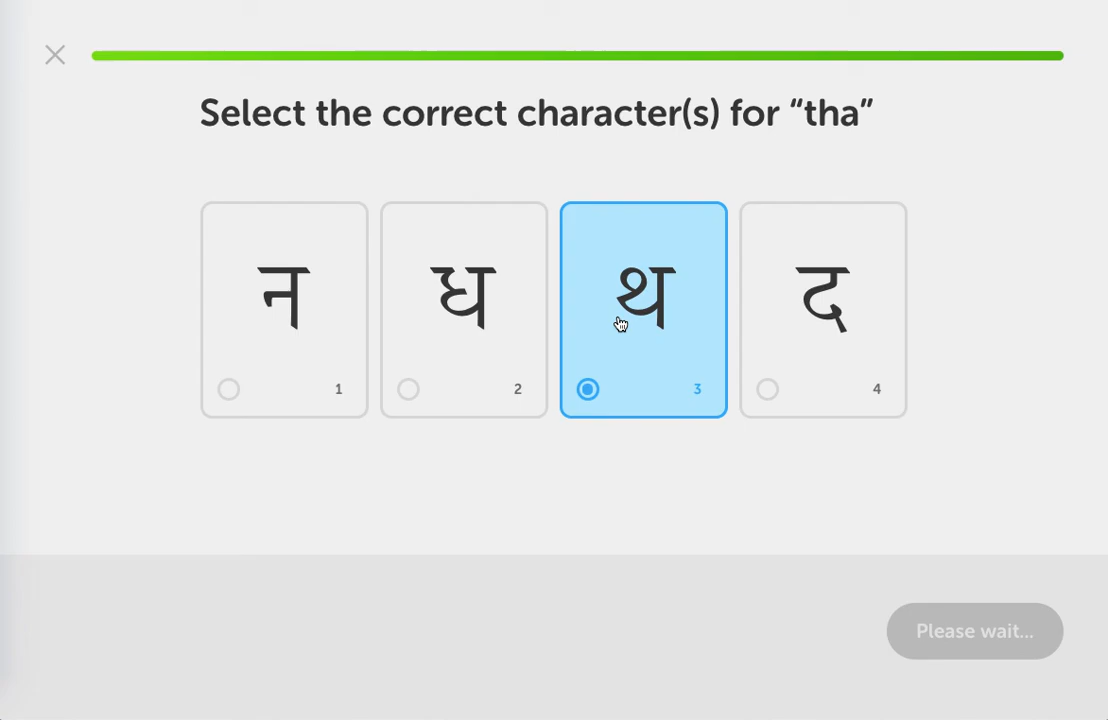 Select the correct character(s) for “tha”
न ध थ द
1 2 3 4
Please wait...